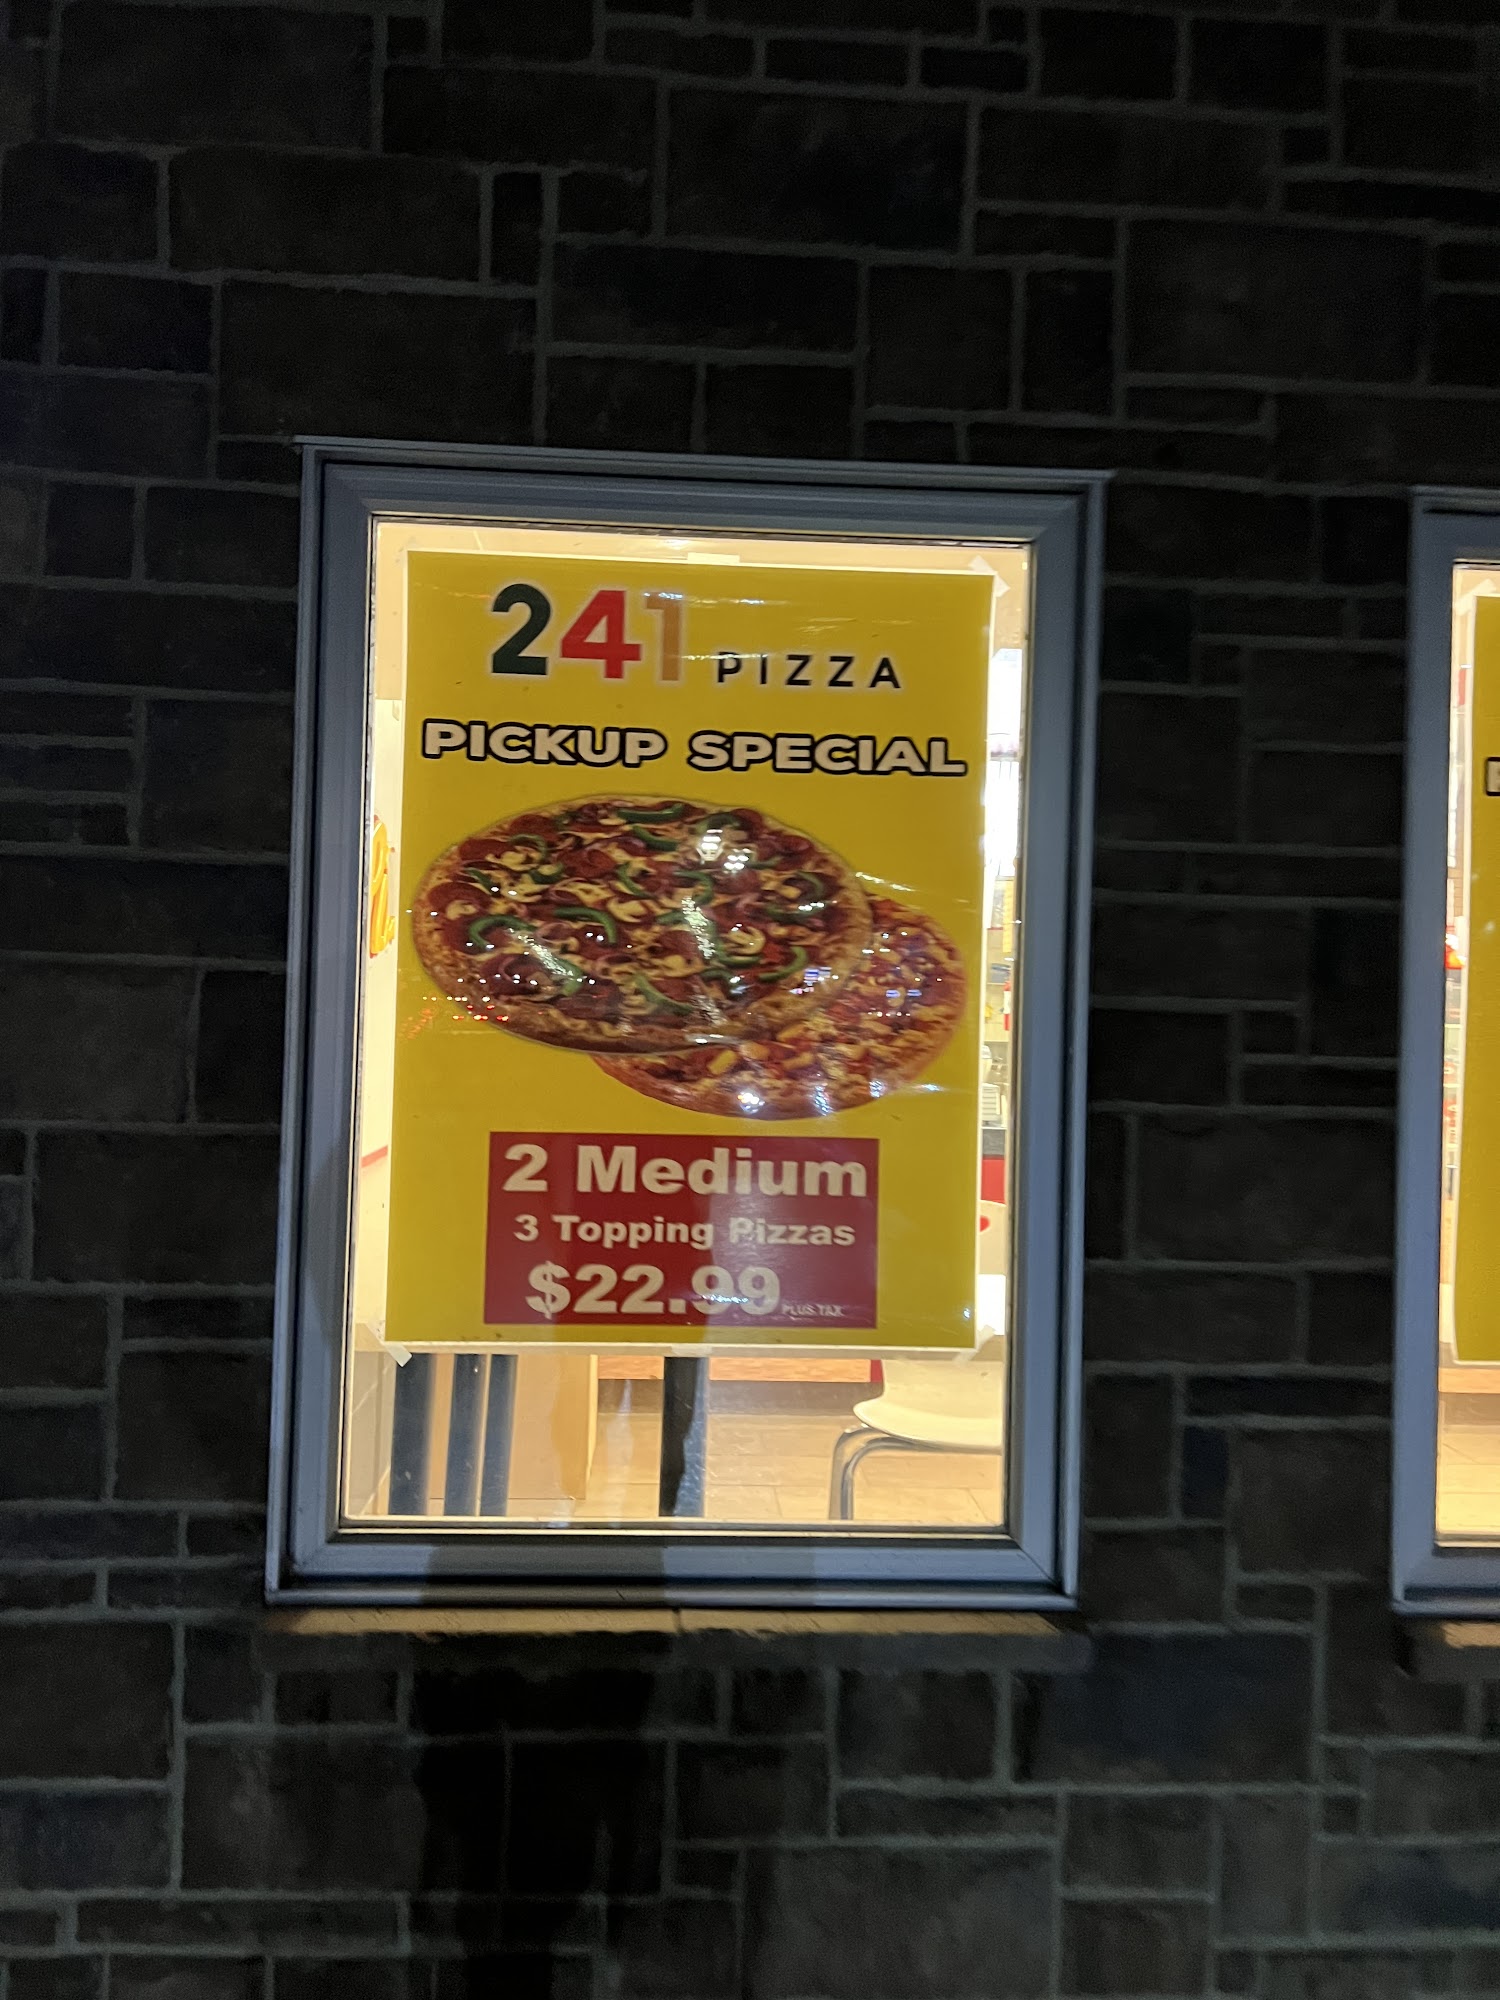 241 PIZZA
PICKUP SPECIAL
2 Medium
3 Topping Pizzas
$22.99 PLUS TAX